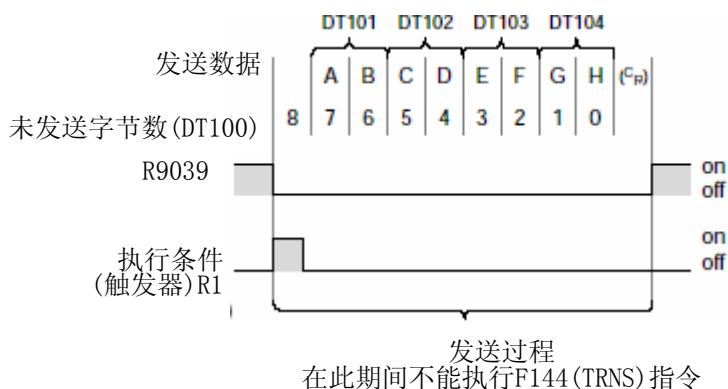 DT101 DT102 DT103 DT104
发送数据 A B C D E F G H (CR)
未发送字节数(DT100) 8 7 6 5 4 3 2 1 0
R9039 on
off
执行条件 on
(触发器)R1 off
发送过程
在此期间不能执行F144(TRNS)指令